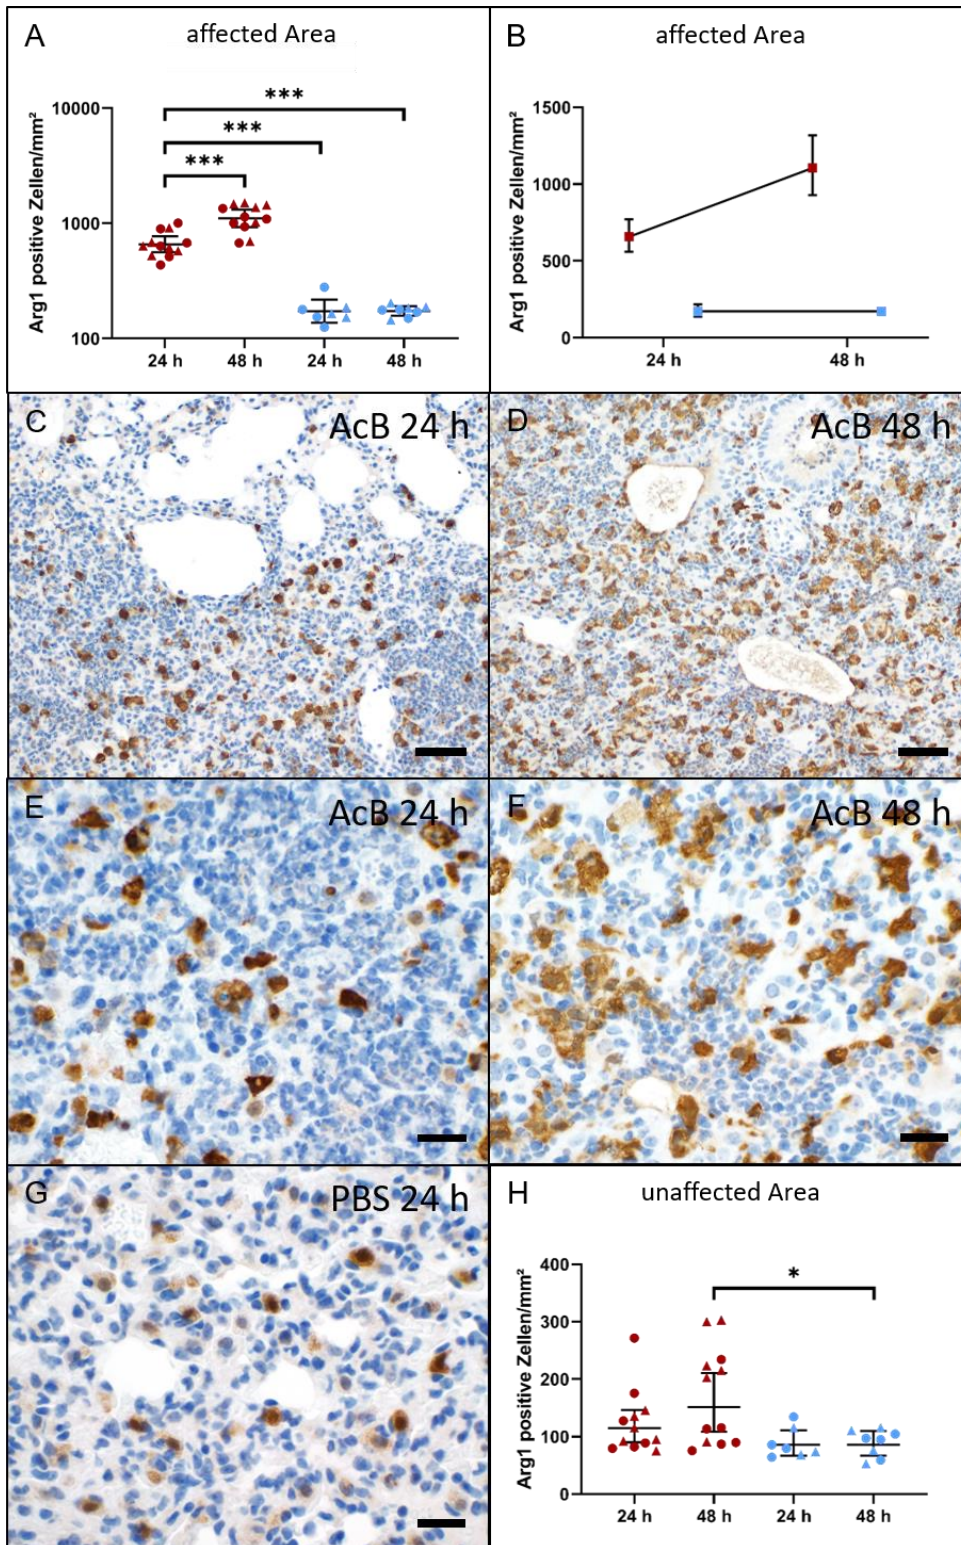 A
affected Area
Arg1 positive Zellen/mm²
10000
1000
100
***
***
***
24 h
48 h
24 h
48 h
B
affected Area
Arg1 positive Zellen/mm²
1500
1000
500
0
24 h
48 h
C
AcB 24 h
D
AcB 48 h
E
AcB 24 h
F
AcB 48 h
G
PBS 24 h
H
unaffected Area
Arg1 positive Zellen/mm²
400
300
200
100
0
*
24 h
48 h
24 h
48 h